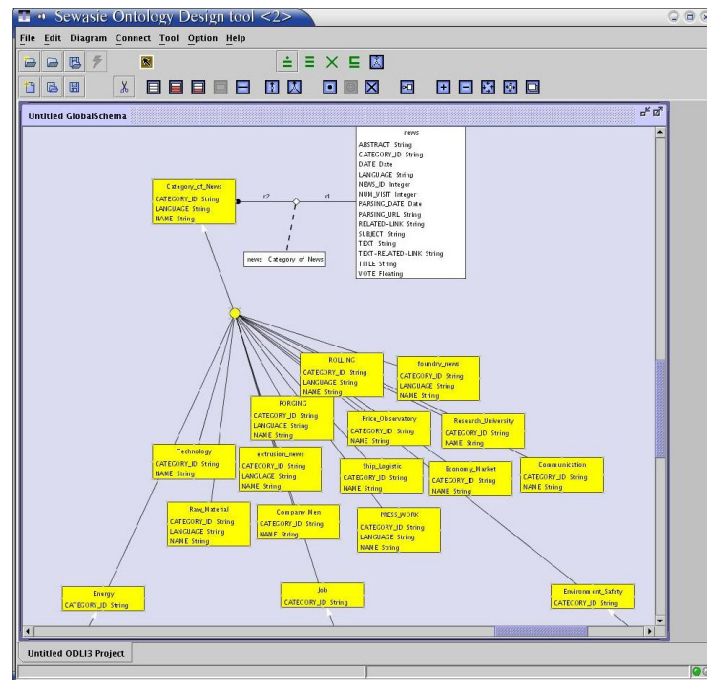 Sewasie Ontology Design tool <2>
File Edit Diagram Connect Tool Option Help
Untitled GlobalSchema
news
ABSTRACT String
CATEGORY_ID String
DATE Date
LANGUAGE String
NEWS_ID Integer
NUM_VISIT Integer
PARSING_DATE Date
PARSING_URL String
RELATED-LINK String
SUBJECT String
TEXT String
TEXT-RELATED-LINK String
TITLE String
VOTE Floating
Category_of_News
CATEGORY_ID String
LANGUAGE String
NAME String
r2
r1
news Category of News
ROLLING
CATEGORY_ID String
LANGUAGE String
NAME String
foundry_news
CATEGORY_ID String
LANGUAGE String
NAME String
FORGING
CATEGORY_ID String
LANGUAGE String
NAME String
Price_Observatory
CATEGORY_ID String
NAME String
Research_University
CATEGORY_ID String
NAME String
Technology
CATEGORY_ID String
NAME String
extrusion_news
CATEGORY_ID String
LANGUAGE String
NAME String
Ship_Logistic
CATEGORY_ID String
NAME String
Economy_Market
CATEGORY_ID String
NAME String
Communication
CATEGORY_ID String
NAME String
Raw_Material
CATEGORY_ID String
LANGUAGE String
NAME String
Company Men
CATEGORY_ID String
NAME String
PRESS_WORK
CATEGORY_ID String
LANGUAGE String
NAME String
Energy
CATEGORY_ID String
Job
CATEGORY_ID String
Environment_Safety
CATEGORY_ID String
Untitled ODLI3 Project